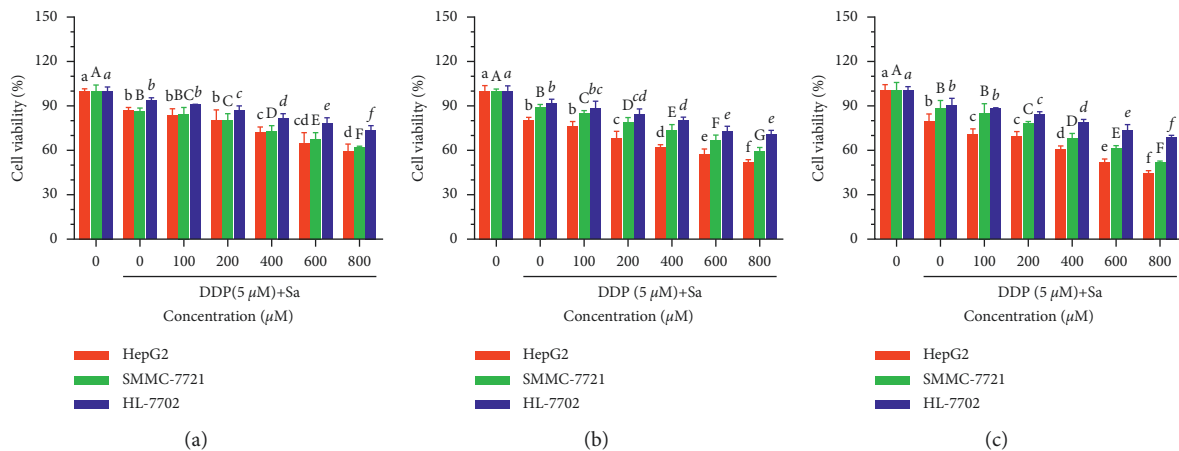 150
120
90
60
30
0
Cell viability (%)
a A a
b B b
b BC b
b C c
c D d
cd E e
d F f
0 0 100 200 400 600 800
DDP(5 μM)+Sa
Concentration (μM)
HepG2
SMMC-7721
HL-7702
(a)
150
120
90
60
30
0
Cell viability (%)
a A a
b B b
b C bc
c D cd
d E d
e F e
f G e
0 0 100 200 400 600 800
DDP (5 μM)+Sa
Concentration (μM)
HepG2
SMMC-7721
HL-7702
(b)
150
120
90
60
30
0
Cell viability (%)
a A a
b B b
c B b
c C c
d D d
e E e
f F f
0 0 100 200 400 600 800
DDP (5 μM)+Sa
Concentration (μM)
HepG2
SMMC-7721
HL-7702
(c)